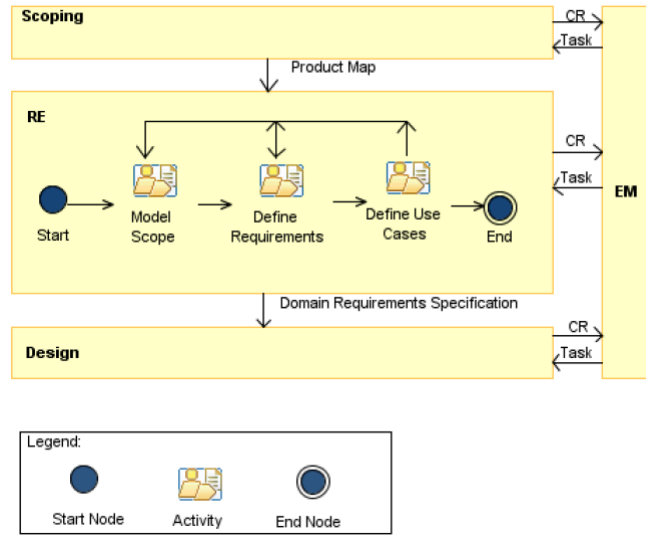 Scoping
CR
Task
Product Map
RE
CR
Task
EM
Start
Model
Scope
Define
Requirements
Define Use
Cases
End
Domain Requirements Specification
CR
Design
Task
Legend:
Start Node
Activity
End Node